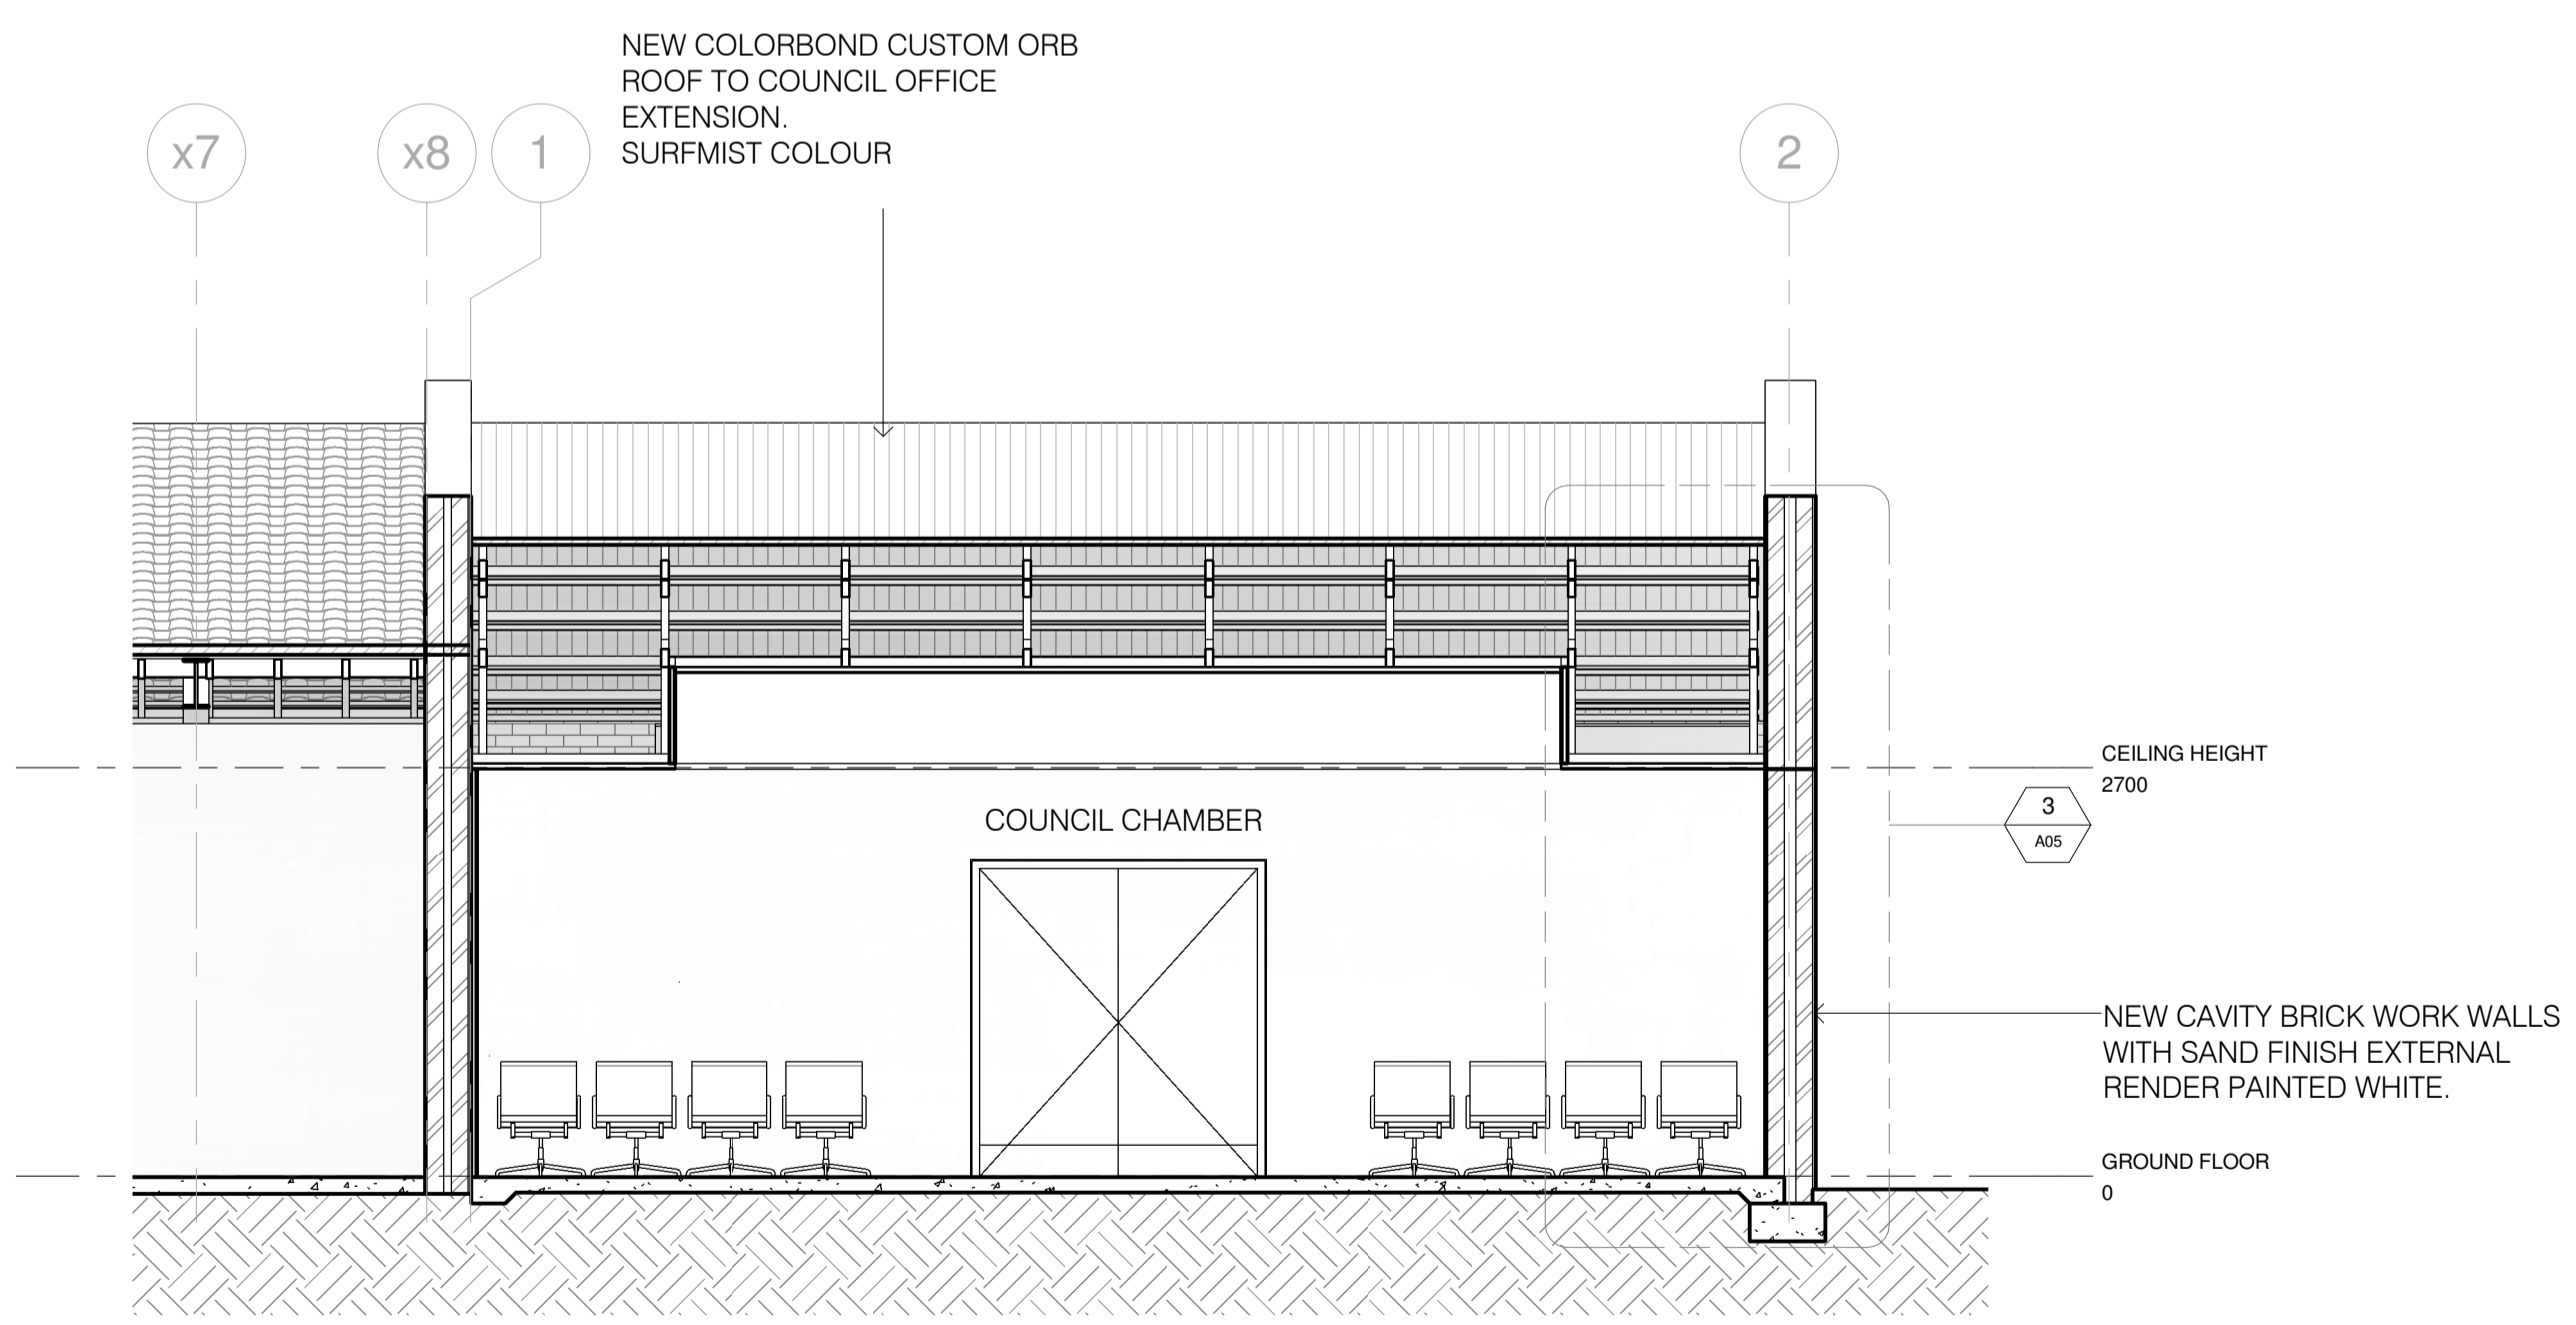 NEW COLORBOND CUSTOM ORB
ROOF TO COUNCIL OFFICE
EXTENSION.
SURFMIST COLOUR
x7
x8
1
2
CEILING HEIGHT
2700
3
A05
COUNCIL CHAMBER
NEW CAVITY BRICK WORK WALLS
WITH SAND FINISH EXTERNAL
RENDER PAINTED WHITE.
GROUND FLOOR
0